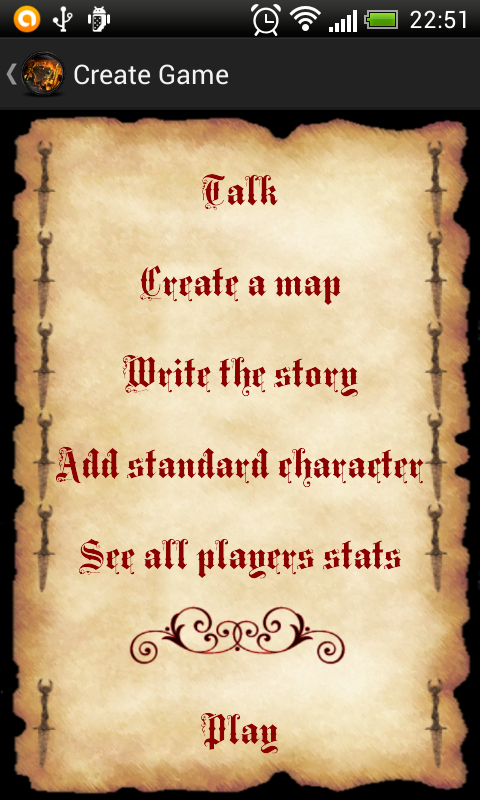 22:51
Create Game
Talk
Create a map
Write the story
Add standard character
See all players stats
Play